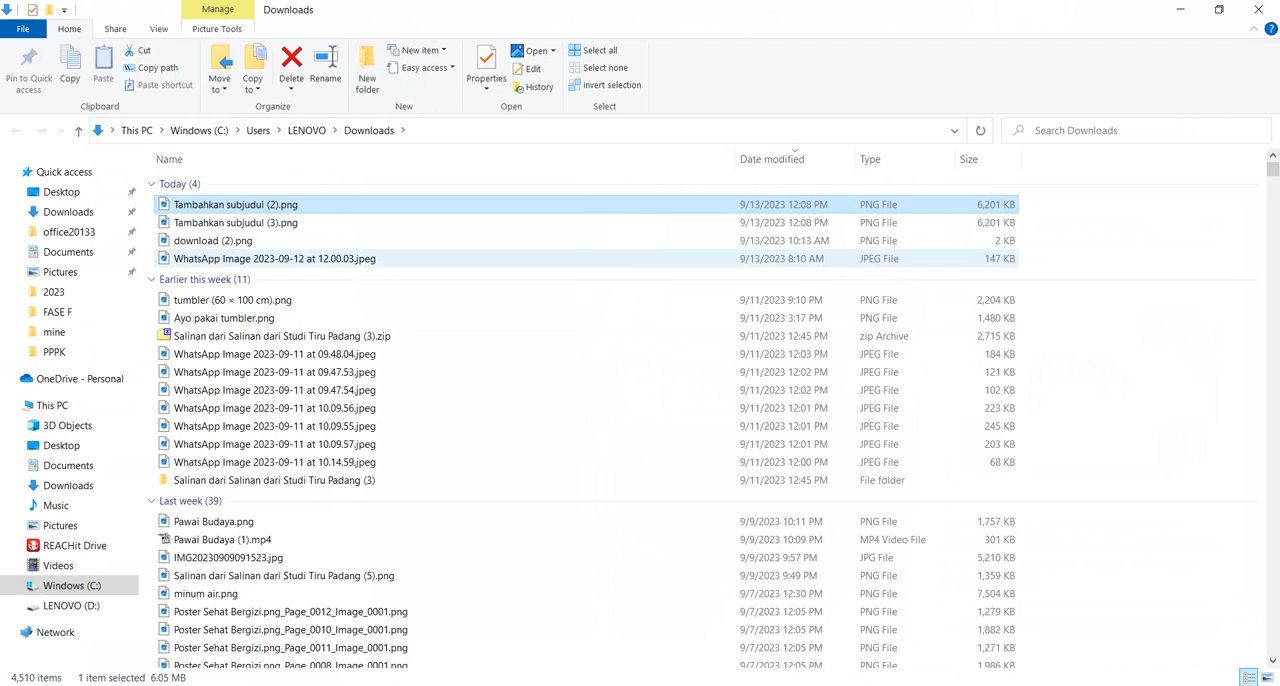 Manage Downloads
File Home Share View Picture Tools
Pin to Quick access
Copy
Paste
Cut
Copy path
Paste shortcut
Clipboard
Move to
Copy to
Delete
Rename
Organize
New folder
New item
Easy access
New
Properties
Open
Edit
History
Open
Select all
Select none
Invert selection
Select
This PC > Windows (C:) > Users > LENOVO > Downloads >
Search Downloads
Quick access
Desktop
Downloads
office20133
Documents
Pictures
2023
FASE F
mine
PPPK
OneDrive - Personal
This PC
3D Objects
Desktop
Documents
Downloads
Music
Pictures
REACHit Drive
Videos
Windows (C:)
LENOVO (D:)
Network
Name Date modified Type Size
Today (4)
Tambahkan subjudul (2).png 9/13/2023 12:08 PM PNG File 6,201 KB
Tambahkan subjudul (3).png 9/13/2023 12:08 PM PNG File 6,201 KB
download (2).png 9/13/2023 10:13 AM PNG File 2 KB
WhatsApp Image 2023-09-12 at 12.00.03.jpeg 9/13/2023 8:10 AM JPEG File 147 KB
Earlier this week (11)
tumbler (60 × 100 cm).png 9/11/2023 9:10 PM PNG File 2,204 KB
Ayo pakai tumbler.png 9/11/2023 3:17 PM PNG File 1,480 KB
Salinan dari Salinan dari Studi Tiru Padang (3).zip 9/11/2023 12:45 PM zip Archive 2,715 KB
WhatsApp Image 2023-09-11 at 09.48.04.jpeg 9/11/2023 12:03 PM JPEG File 184 KB
WhatsApp Image 2023-09-11 at 09.47.53.jpeg 9/11/2023 12:02 PM JPEG File 121 KB
WhatsApp Image 2023-09-11 at 09.47.54.jpeg 9/11/2023 12:02 PM JPEG File 102 KB
WhatsApp Image 2023-09-11 at 10.09.56.jpeg 9/11/2023 12:01 PM JPEG File 223 KB
WhatsApp Image 2023-09-11 at 10.09.55.jpeg 9/11/2023 12:01 PM JPEG File 245 KB
WhatsApp Image 2023-09-11 at 10.09.57.jpeg 9/11/2023 12:01 PM JPEG File 203 KB
WhatsApp Image 2023-09-11 at 10.14.59.jpeg 9/11/2023 12:00 PM JPEG File 68 KB
Salinan dari Salinan dari Studi Tiru Padang (3) 9/11/2023 12:45 PM File folder
Last week (39)
Pawai Budaya.png 9/9/2023 10:11 PM PNG File 1,757 KB
Pawai Budaya (1).mp4 9/9/2023 10:09 PM MP4 Video File 301 KB
IMG20230909091523.jpg 9/9/2023 9:57 PM JPG File 5,210 KB
Salinan dari Salinan dari Studi Tiru Padang (5).png 9/9/2023 9:49 PM PNG File 1,359 KB
minum air.png 9/7/2023 12:30 PM PNG File 7,504 KB
Poster Sehat Bergizi.png_Page_0012_Image_0001.png 9/7/2023 12:05 PM PNG File 1,279 KB
Poster Sehat Bergizi.png_Page_0010_Image_0001.png 9/7/2023 12:05 PM PNG File 1,882 KB
Poster Sehat Bergizi.png_Page_0011_Image_0001.png 9/7/2023 12:05 PM PNG File 1,271 KB
Poster Sehat Bergizi.png_Page_0008_Image_0001.png 9/7/2023 12:05 PM PNG File 1,986 KB
4,510 items 1 item selected 6.05 MB